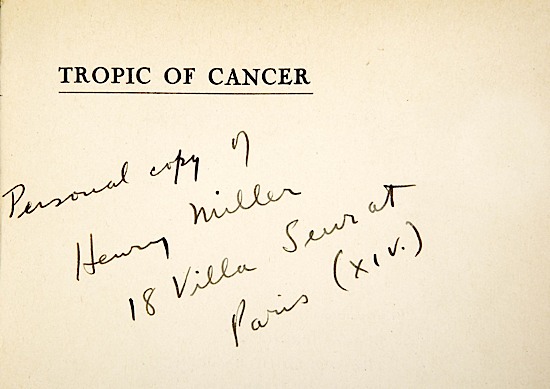 TROPIC OF CANCER
Personal copy of
Henry Miller
18 Villa Seurat
Paris (XIV.)